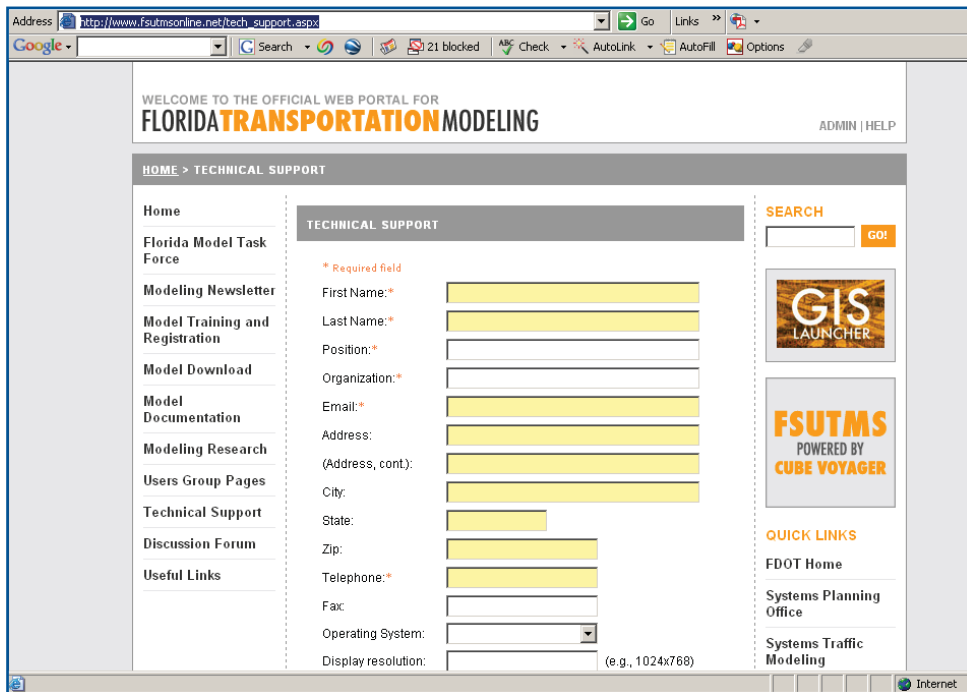 Address http://www.fsutmsonline.net/tech_support.aspx Go Links »
Google Search 21 blocked ABC Check AutoLink AutoFill Options
WELCOME TO THE OFFICIAL WEB PORTAL FOR
FLORIDATRANSPORTATIONMODELING
ADMIN | HELP
HOME > TECHNICAL SUPPORT
Home
Florida Model Task
Force
Modeling Newsletter
Model Training and
Registration
Model Download
Model
Documentation
Modeling Research
Users Group Pages
Technical Support
Discussion Forum
Useful Links
TECHNICAL SUPPORT
* Required field
First Name:*
Last Name:*
Position:*
Organization:*
Email:*
Address:
(Address, cont.):
City:
State:
Zip:
Telephone:*
Fax:
Operating System:
Display resolution: (e.g., 1024x768)
SEARCH
GO!
GIS
LAUNCHER
FSUTMS
POWERED BY
CUBE VOYAGER
QUICK LINKS
FDOT Home
Systems Planning
Office
Systems Traffic
Modeling
Internet